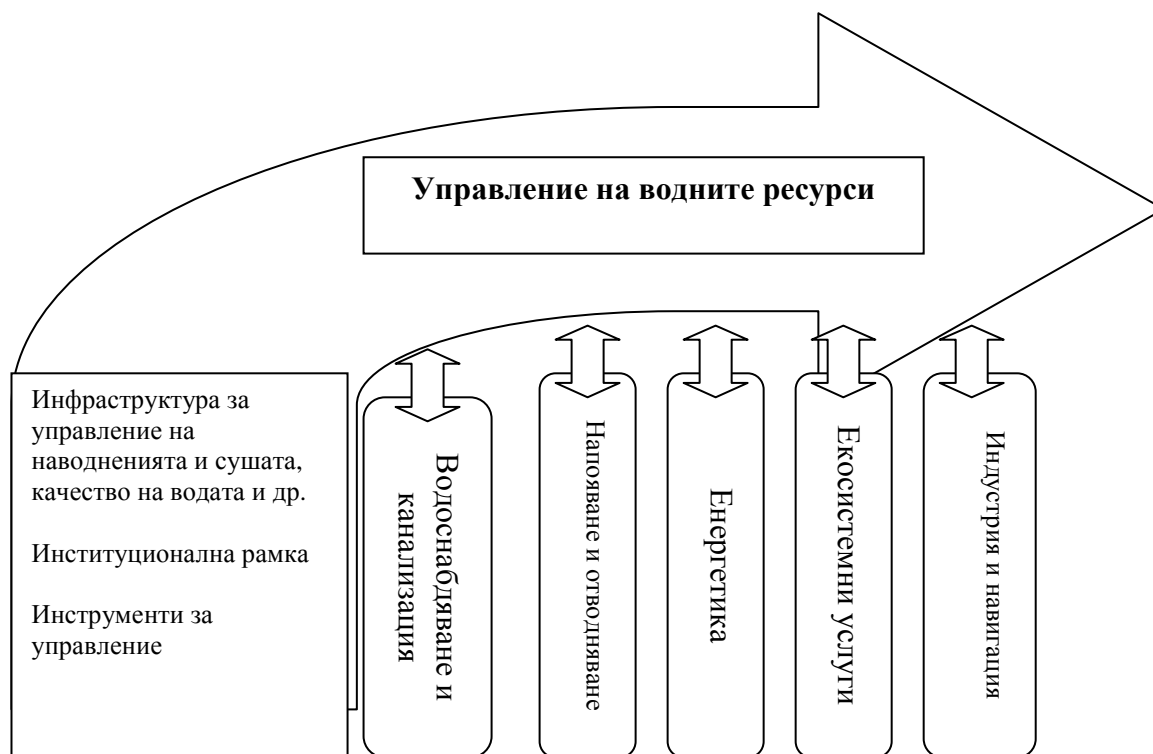 Управление на водните ресурси
Инфраструктура за
управление на
наводненията и сушата,
качество на водата и др.
Институционална рамка
Инструменти за
управление
Водоснабдяване и
канализация
Напояване и отводняване
Енергетика
Екосистемни услуги
Индустрия и навигация